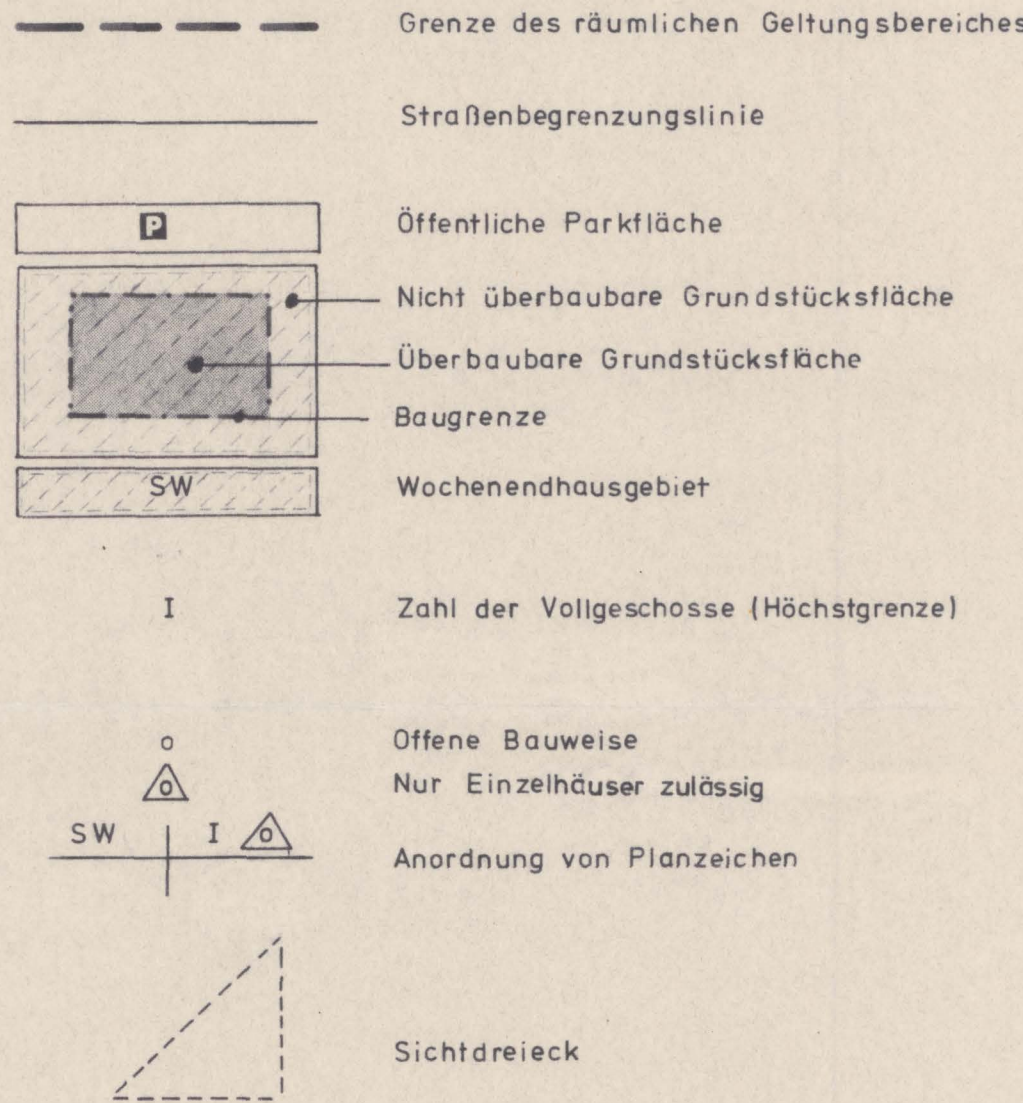 Grenze des räumlichen Geltungsbereiches
Straßenbegrenzungslinie
P Öffentliche Parkfläche
Nicht überbaubare Grundstücksfläche
Überbaubare Grundstücksfläche
Baugrenze
SW Wochenendhausgebiet
I Zahl der Vollgeschosse (Höchstgrenze)
o Offene Bauweise
o Nur Einzelhäuser zulässig
SW I o
Anordnung von Planzeichen
Sichtdreieck